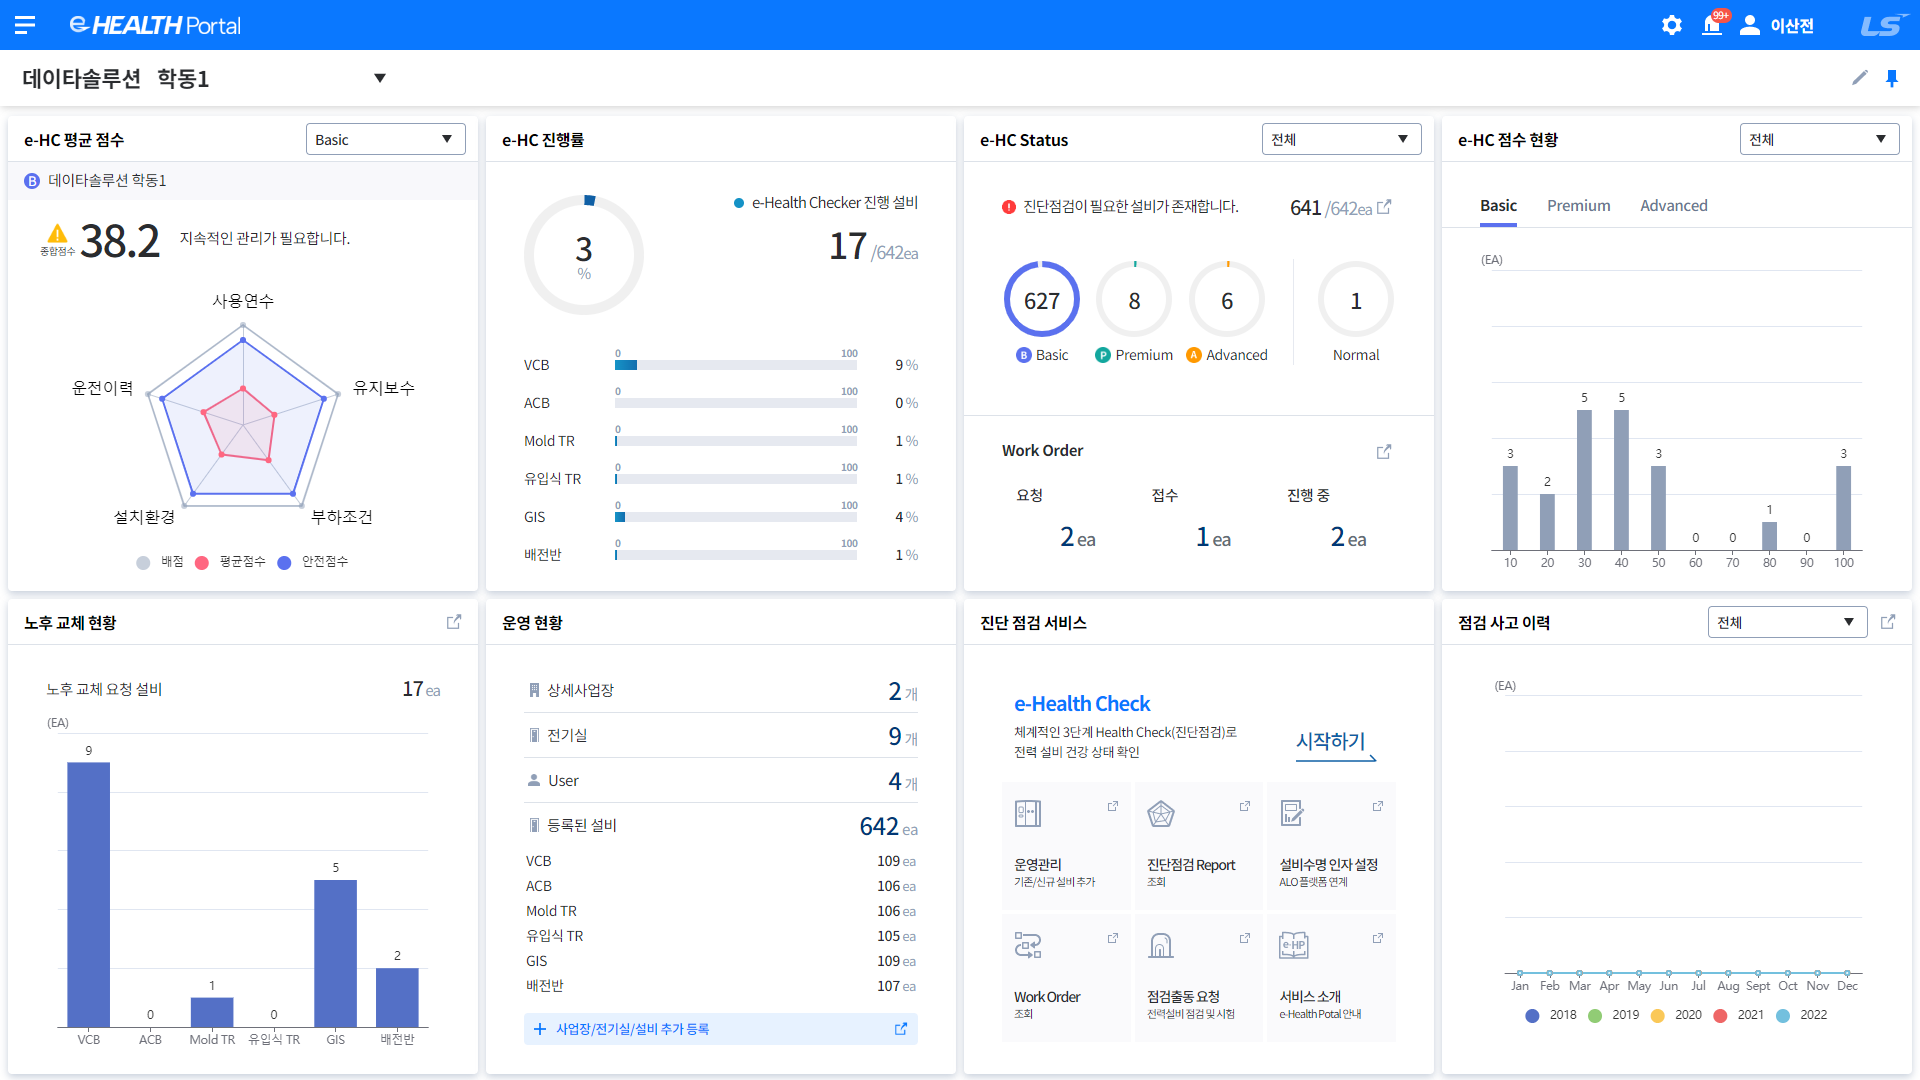 e HEALTH Portal
99+
이산전
LS
데이타솔루션 학동1
e-HC 평균 점수
Basic
B 데이타솔루션 학동1
종합점수
38.2
지속적인 관리가 필요합니다.
사용연수
운전이력
유지보수
설치환경
부하조건
배점 평균점수 안전점수
e-HC 진행률
3
%
e-Health Checker 진행 설비
17 /642ea
0 100
VCB 9 %
0 100
ACB 0 %
0 100
Mold TR 1 %
0 100
유입식 TR 1 %
0 100
GIS 4 %
0 100
배전반 1 %
e-HC Status
전체
진단점검이 필요한 설비가 존재합니다.
641 /642ea
627 8 6 1
B Basic P Premium A Advanced Normal
Work Order
요청 접수 진행 중
2 ea 1 ea 2 ea
e-HC 점수 현황
전체
Basic Premium Advanced
(EA)
3 2 5 5 3 0 0 1 0 3
10 20 30 40 50 60 70 80 90 100
노후 교체 현황
노후 교체 요청 설비 17 ea
(EA)
9 0 1 0 5 2
VCB ACB Mold TR 유입식 TR GIS 배전반
운영 현황
상세사업장 2 개
전기실 9 개
User 4 개
등록된 설비 642 ea
VCB 109 ea
ACB 106 ea
Mold TR 106 ea
유입식 TR 105 ea
GIS 109 ea
배전반 107 ea
+ 사업장/전기실/설비 추가 등록
진단 점검 서비스
e-Health Check
체계적인 3단계 Health Check(진단점검)로
전력 설비 건강 상태 확인
시작하기
운영관리
기존/신규 설비 추가
진단점검 Report
조회
설비수명 인자 설정
ALO 플랫폼 연계
Work Order
조회
점검출동 요청
전력설비 점검 및 시험
e-HP
서비스 소개
e-Health Potal 안내
점검 사고 이력
전체
(EA)
Jan Feb Mar Apr May Jun Jul Aug Sept Oct Nov Dec
2018 2019 2020 2021 2022